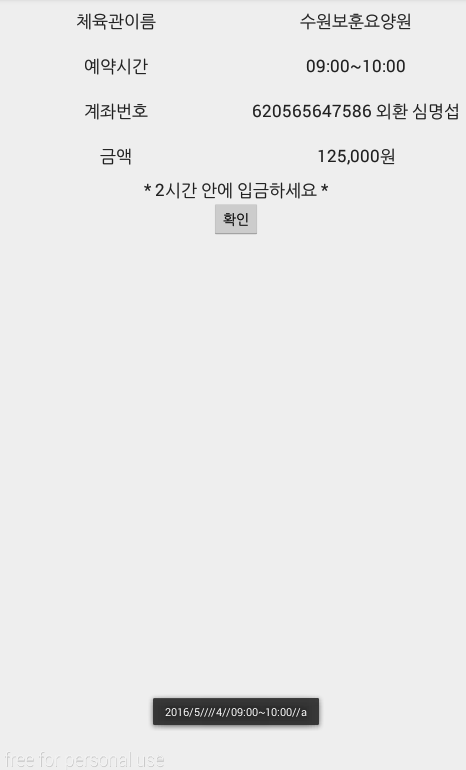 체육관이름 수원보훈요양원
예약시간 09:00~10:00
계좌번호 620565647586 외환 심명섭
금액 125,000원
* 2시간 안에 입금하세요 *
확인
2016/5////4//09:00~10:00//a
free for personal use